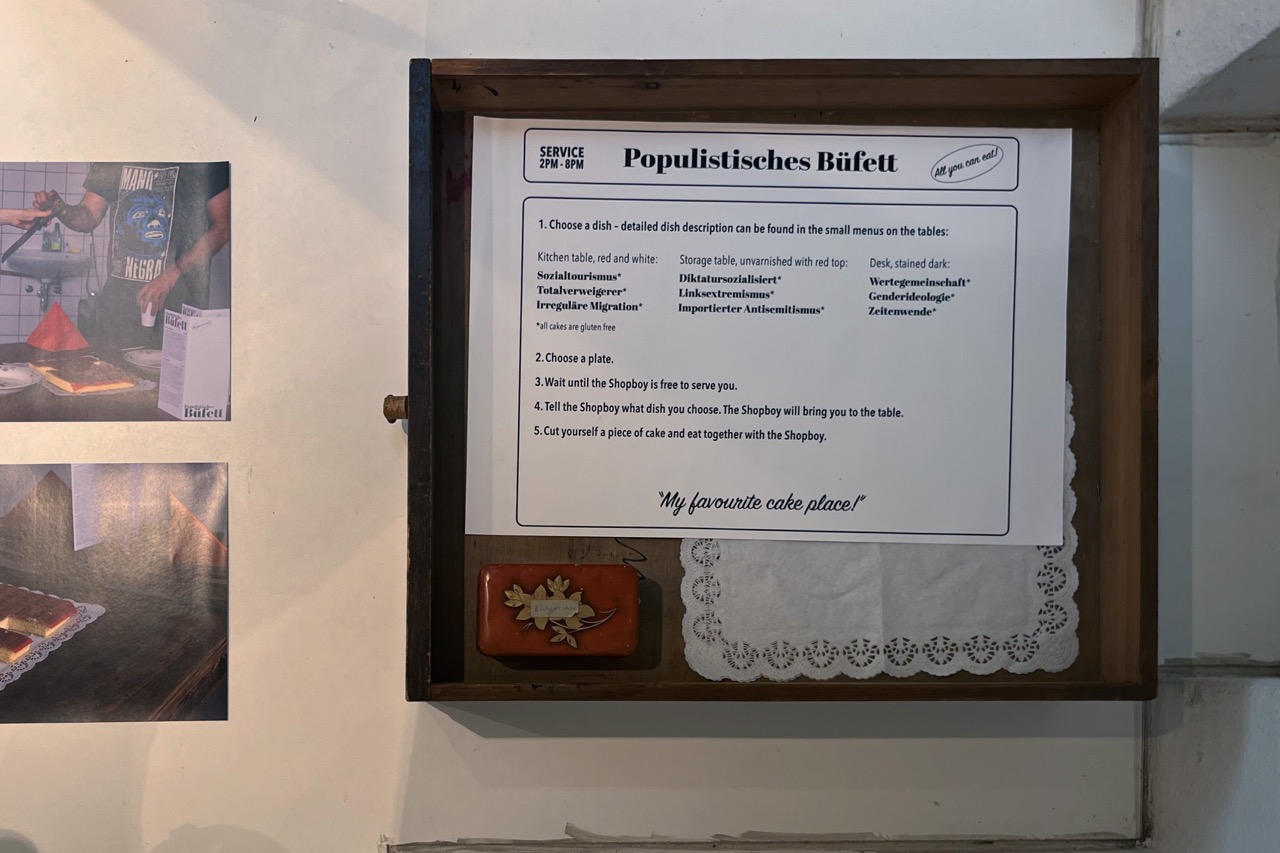 MANO
NEGRA
Büfett
Populistisches
Büfett
SERVICE
2PM - 8PM
Populistisches Büfett
All you can eat!
1. Choose a dish – detailed dish description can be found in the small menus on the tables:
Kitchen table, red and white:
Sozialtourismus*
Totalverweigerer*
Irreguläre Migration*
*all cakes are gluten free
Storage table, unvarnished with red top:
Diktatursozialisiert*
Linksextremismus*
Importierter Antisemitismus*
Desk, stained dark:
Wertegemeinschaft*
Genderideologie*
Zeitenwende*
2. Choose a plate.
3. Wait until the Shopboy is free to serve you.
4. Tell the Shopboy what dish you choose. The Shopboy will bring you to the table.
5. Cut yourself a piece of cake and eat together with the Shopboy.
"My favourite cake place!"